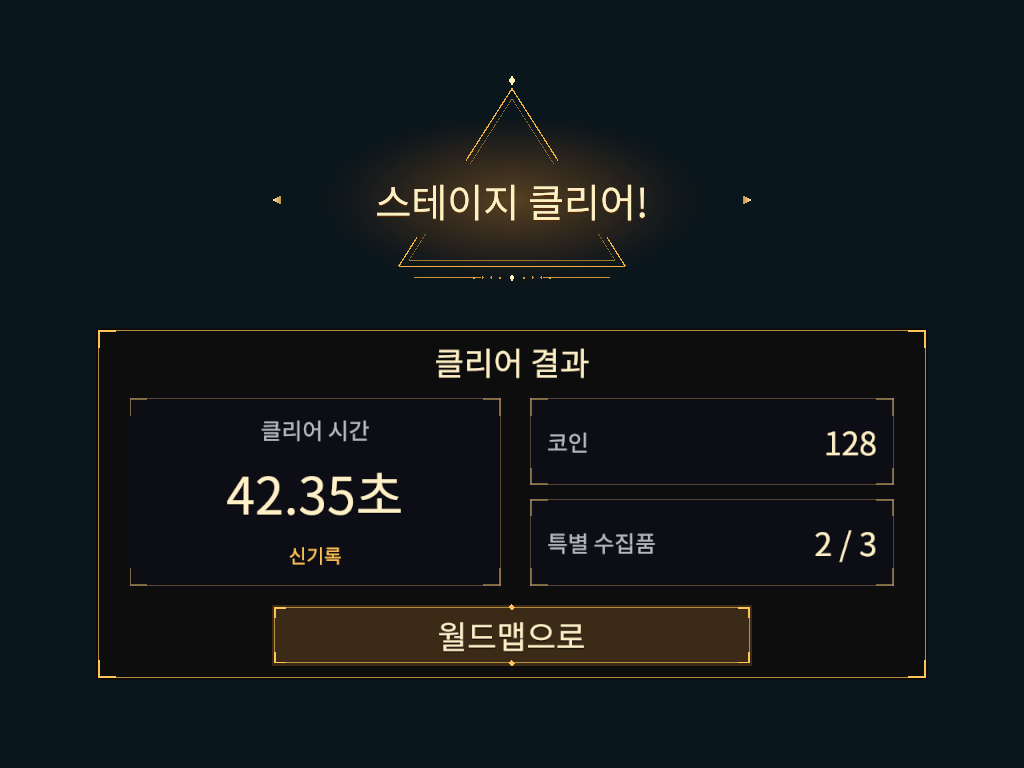 스테이지 클리어!
클리어 결과
클리어 시간
42.35초
신기록
코인 128
특별 수집품 2 / 3
월드맵으로